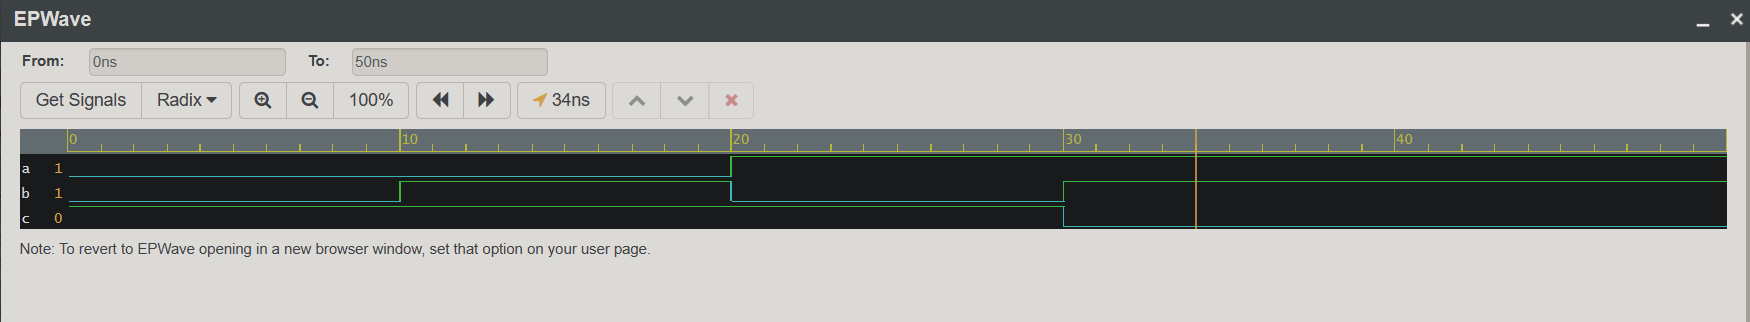 EPWave
From: 0ns To: 50ns
Get Signals Radix 100% 34ns
0 10 20 30 40
a 1
b 1
c 0
Note: To revert to EPWave opening in a new browser window, set that option on your user page.